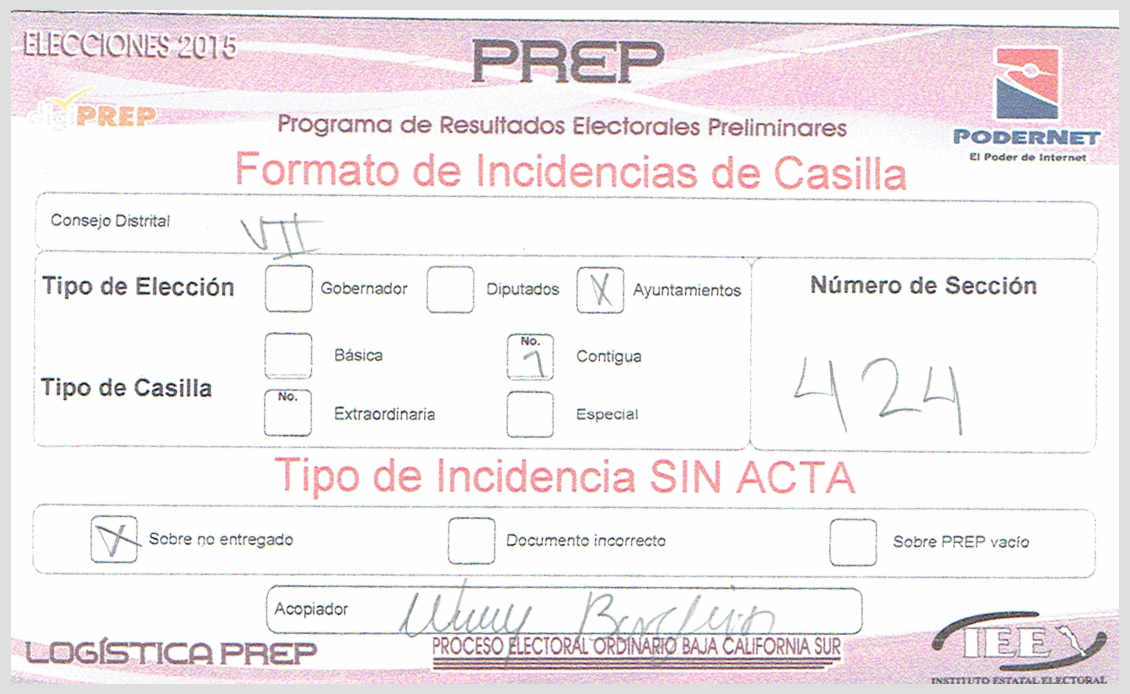 ELECCIONES 2015
PREP
digiPREP
Programa de Resultados Electorales Preliminares
PODERNET
El Poder de Internet
Formato de Incidencias de Casilla
Consejo Distrital VII
Tipo de Elección Gobernador Diputados X Ayuntamientos
Número de Sección
424
Tipo de Casilla
Básica No. 1 Contigua
No. Extraordinaria Especial
Tipo de Incidencia SIN ACTA
X Sobre no entregado Documento incorrecto Sobre PREP vacío
Acopiador
LOGÍSTICA PREP
PROCESO ELECTORAL ORDINARIO BAJA CALIFORNIA SUR
IEE
INSTITUTO ESTATAL ELECTORAL